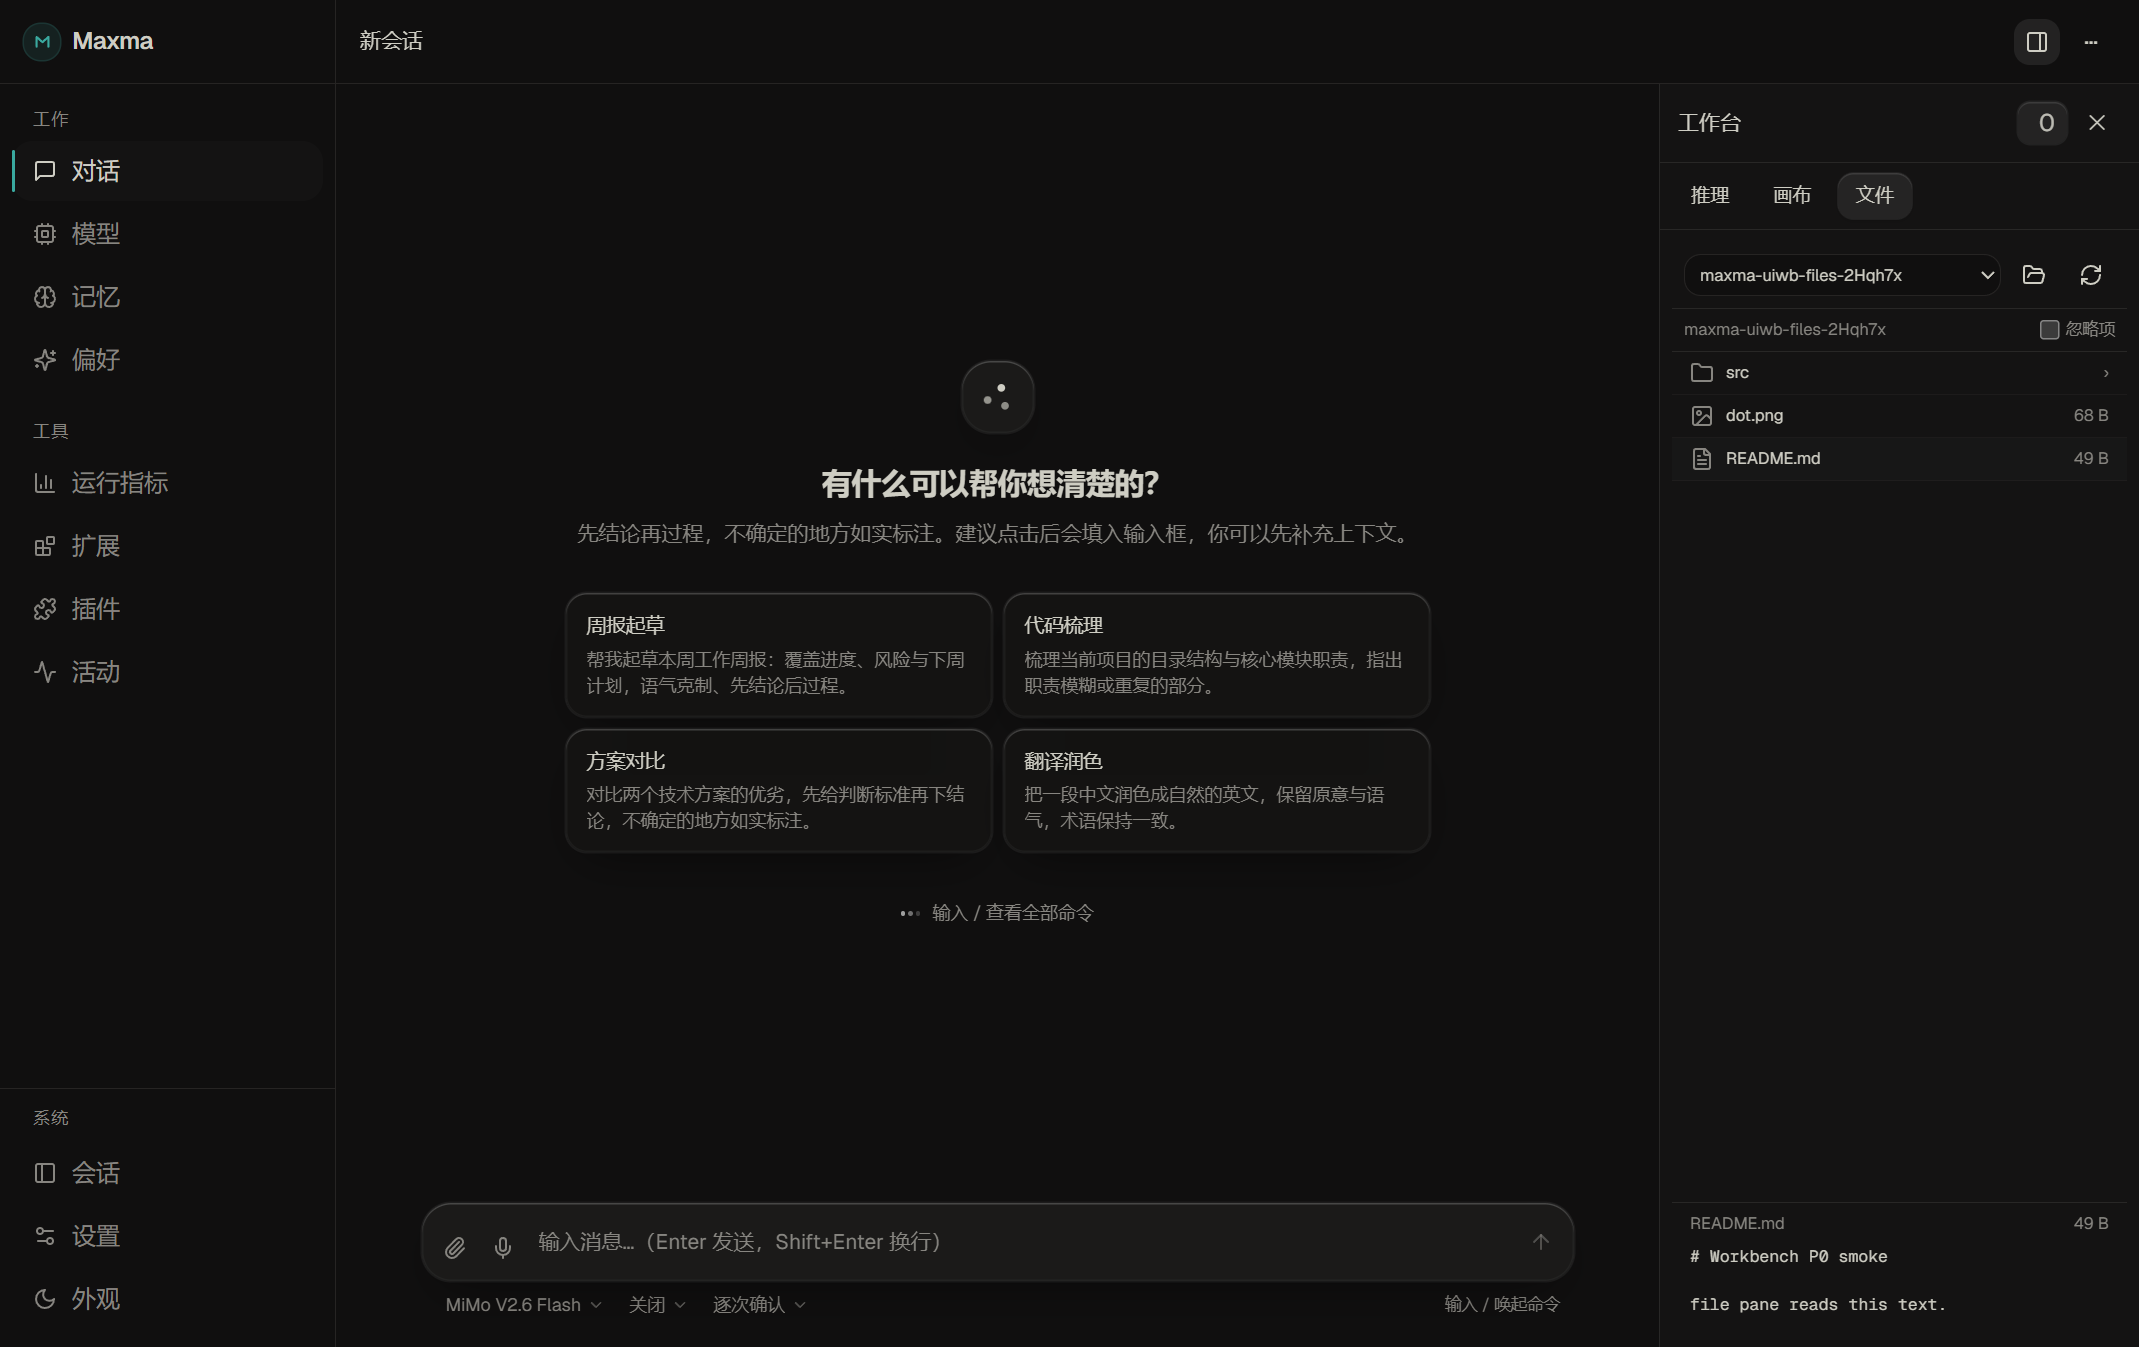 Maxma
新会话
工作
对话
模型
记忆
偏好
工具
运行指标
扩展
插件
活动
系统
会话
设置
外观
有什么可以帮你想清楚的？
先结论再过程，不确定的地方如实标注。建议点击后会填入输入框，你可以先补充上下文。
周报起草
帮我起草本周工作周报：覆盖进度、风险与下周
计划，语气克制、先结论后过程。
代码梳理
梳理当前项目的目录结构与核心模块职责，指出
职责模糊或重复的部分。
方案对比
对比两个技术方案的优劣，先给判断标准再下结
论，不确定的地方如实标注。
翻译润色
把一段中文润色成自然的英文，保留原意与语
气，术语保持一致。
输入 / 查看全部命令
输入消息...（Enter 发送，Shift+Enter 换行）
MiMo V2.6 Flash
关闭
逐次确认
输入 / 唤起命令
工作台
0
推理
画布
文件
maxma-uiwb-files-2Hqh7x
maxma-uiwb-files-2Hqh7x
忽略项
src
dot.png
68 B
README.md
49 B
README.md
49 B
# Workbench P0 smoke
file pane reads this text.